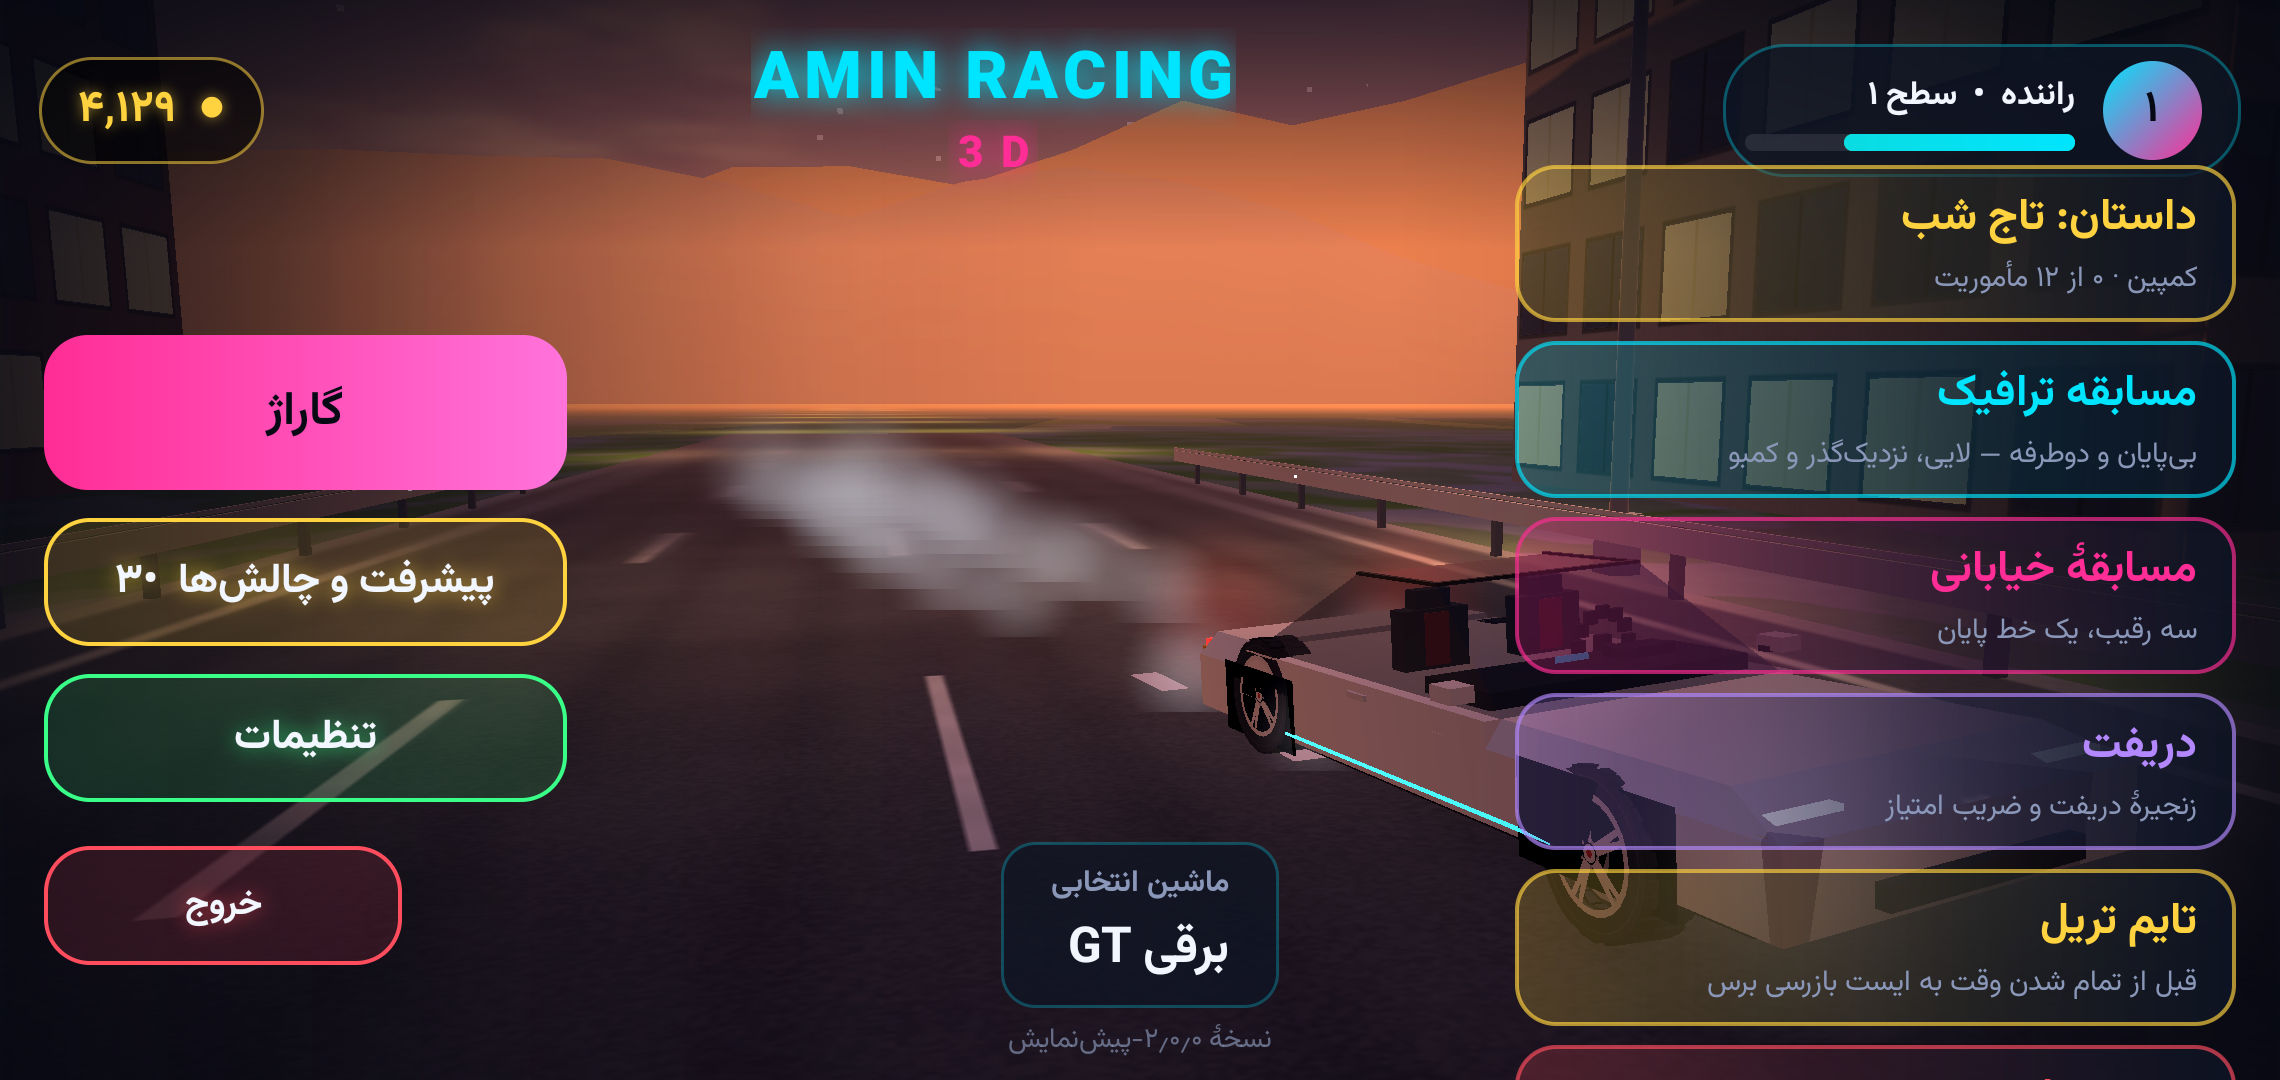 AMIN RACING
3 D
۱
راننده • سطح ۱
۴,۱۲۹
داستان: تاج شب
کمپین · ۰ از ۱۲ مأموریت
مسابقه ترافیک
بی‌پایان و دوطرفه — لایی، نزدیک‌گذر و کمبو
مسابقهٔ خیابانی
سه رقیب، یک خط پایان
دریفت
زنجیرهٔ دریفت و ضریب امتیاز
تایم تریل
قبل از تمام شدن وقت به ایست بازرسی برس
گاراژ
پیشرفت و چالش‌ها •۳
تنظیمات
خروج
ماشین انتخابی
برقی GT
نسخهٔ ۲٫۰٫۰-پیش‌نمایش